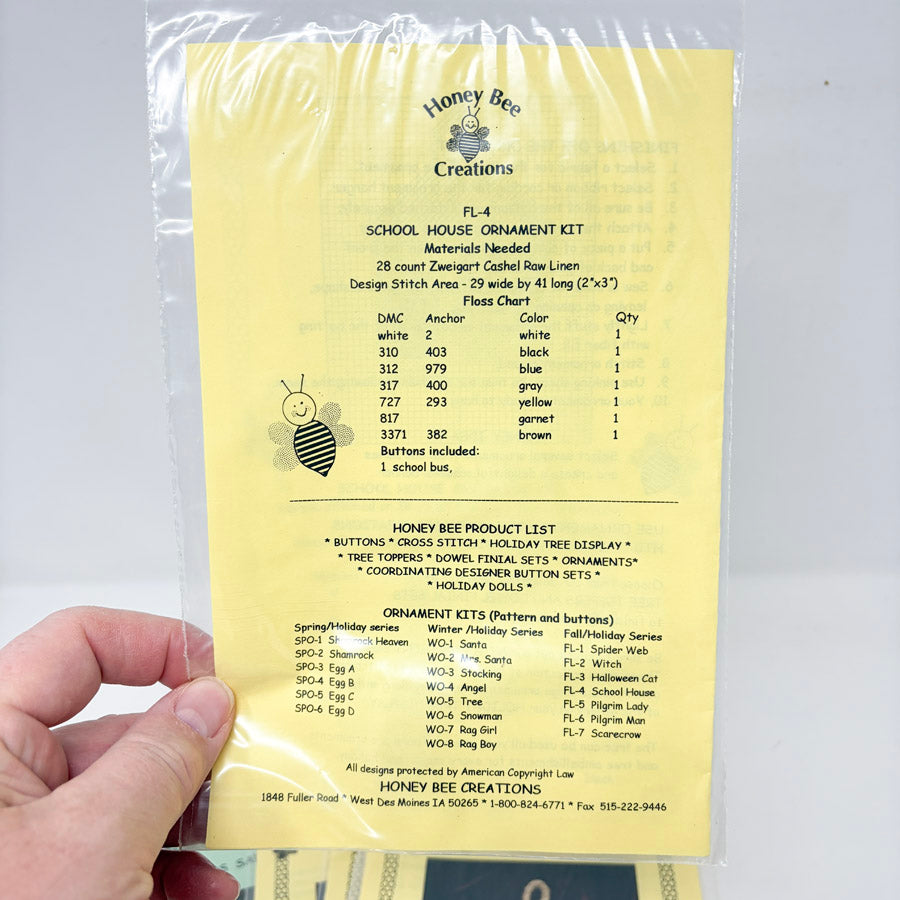 Honey Bee
Creations
FL-4
SCHOOL HOUSE ORNAMENT KIT
Materials Needed
28 count Zweigart Cashel Raw Linen
Design Stitch Area - 29 wide by 41 long (2"x3")
Floss Chart
DMC Anchor Color Qty
white 2 white 1
310 403 black 1
312 979 blue 1
317 400 gray 1
727 293 yellow 1
817 garnet 1
3371 382 brown 1
Buttons included:
1 school bus,
HONEY BEE PRODUCT LIST
* BUTTONS * CROSS STITCH * HOLIDAY TREE DISPLAY *
* TREE TOPPERS * DOWEL FINIAL SETS * ORNAMENTS*
* COORDINATING DESIGNER BUTTON SETS *
* HOLIDAY DOLLS *
ORNAMENT KITS (Pattern and buttons)
Spring/Holiday series
SPO-1 Shamrock Heaven
SPO-2 Shamrock
SPO-3 Egg A
SPO-4 Egg B
SPO-5 Egg C
SPO-6 Egg D
Winter /Holiday Series
WO-1 Santa
WO-2 Mrs. Santa
WO-3 Stocking
WO-4 Angel
WO-5 Tree
WO-6 Snowman
WO-7 Rag Girl
WO-8 Rag Boy
Fall/Holiday Series
FL-1 Spider Web
FL-2 Witch
FL-3 Halloween Cat
FL-4 School House
FL-5 Pilgrim Lady
FL-6 Pilgrim Man
FL-7 Scarecrow
All designs protected by American Copyright Law
HONEY BEE CREATIONS
1848 Fuller Road * West Des Moines IA 50265 * 1-800-824-6771 * Fax 515-222-9446